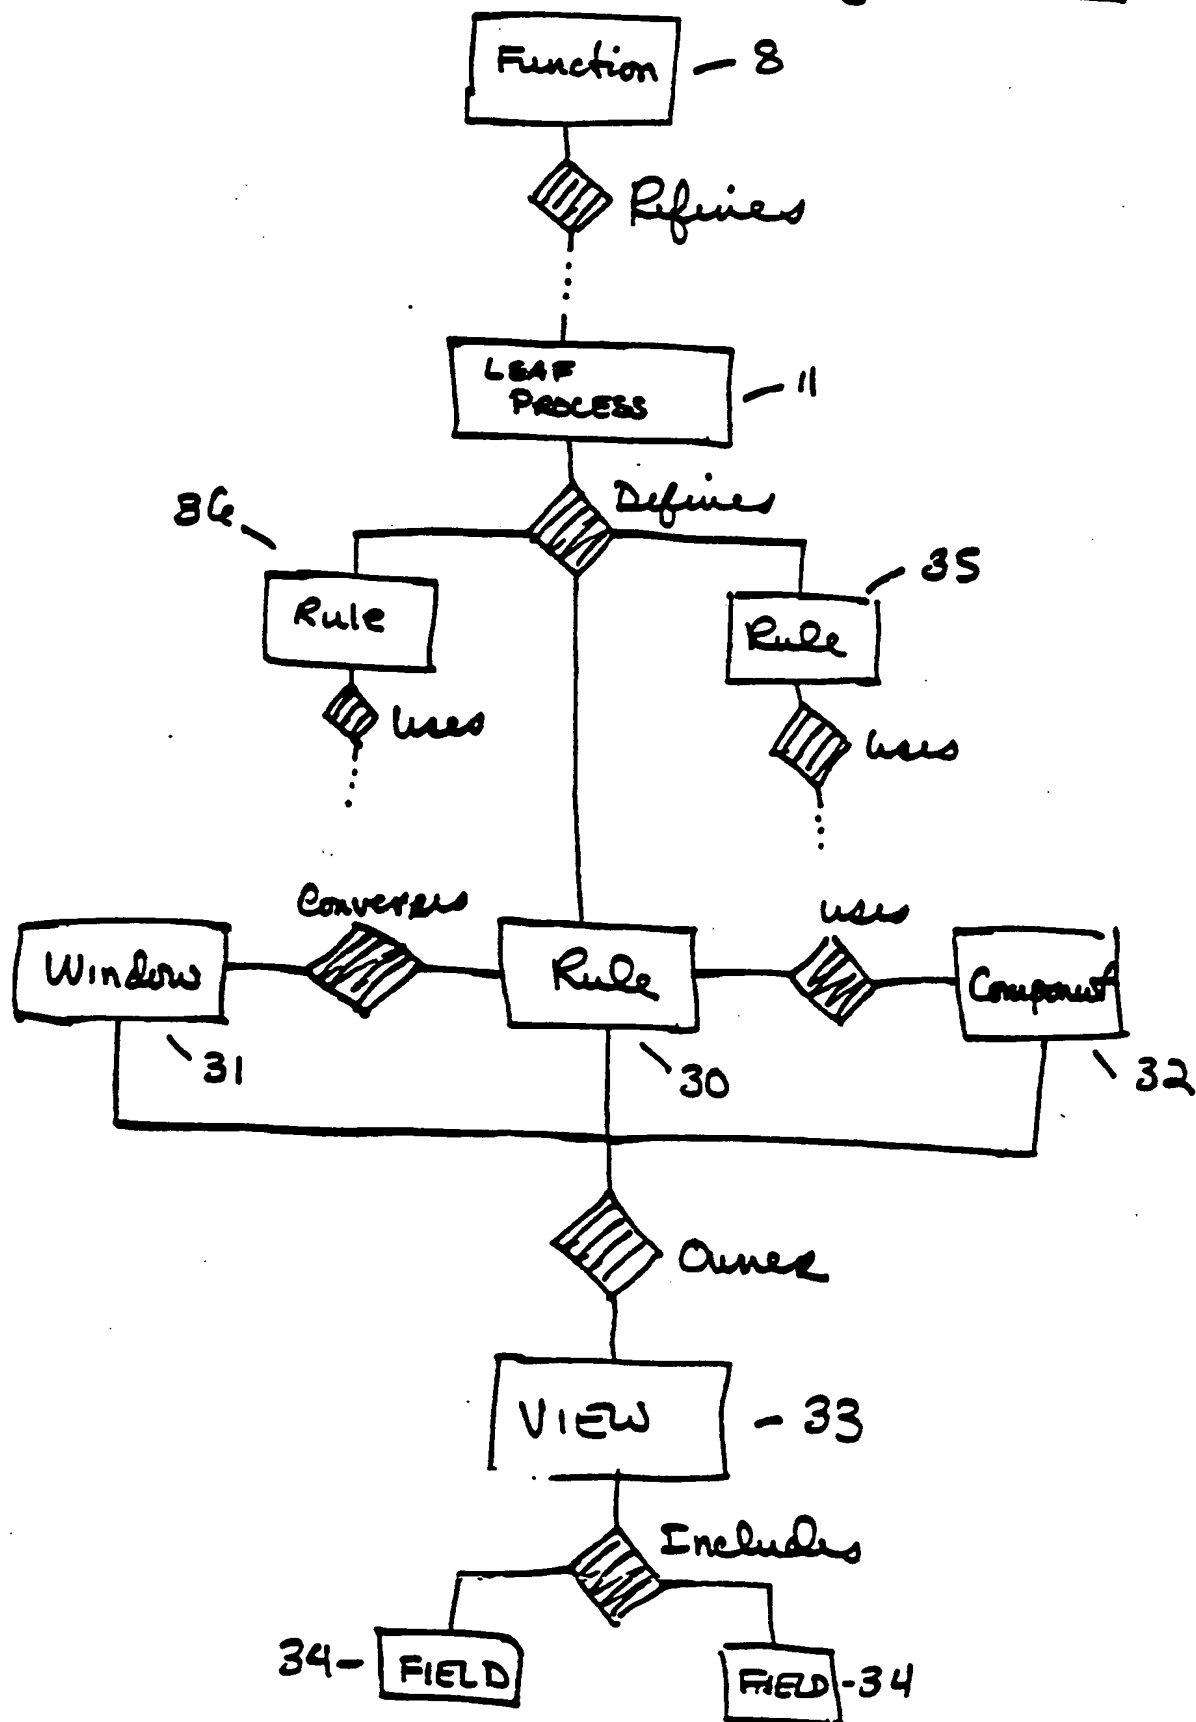 Function 8
Refines
LEAF
PROCESS
11
Defines
36
35
Rule
Rule
uses
uses
Converses
uses
Window
Rule
Component
31
30
32
Owner
VIEW 33
Includes
34 FIELD
FIELD 34